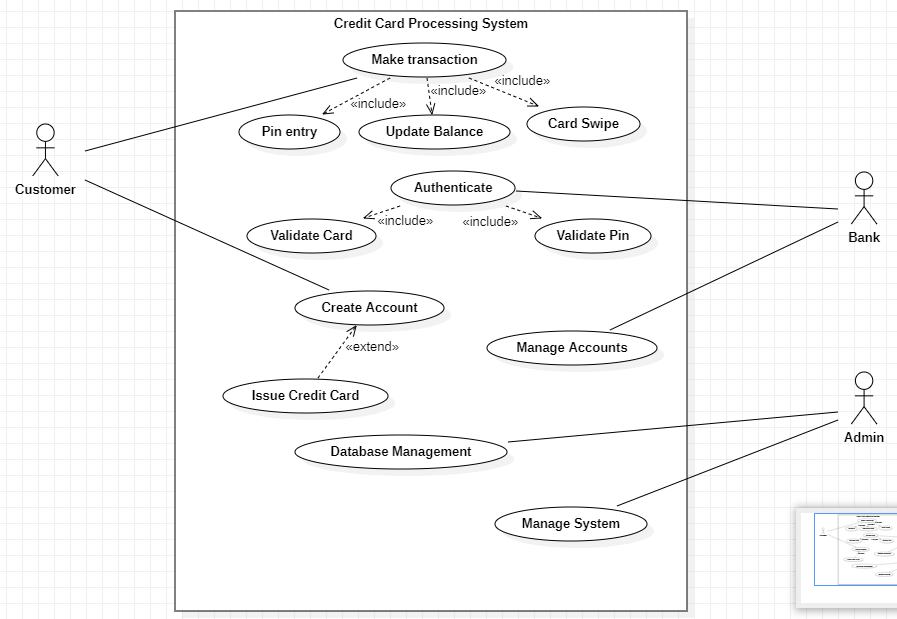 Credit Card Processing System
Make transaction
«include»
«include»
«include»
Pin entry
Update Balance
Card Swipe
Customer
Authenticate
«include»
«include»
Validate Card
Validate Pin
Bank
Create Account
«extend»
Manage Accounts
Issue Credit Card
Admin
Database Management
Manage System